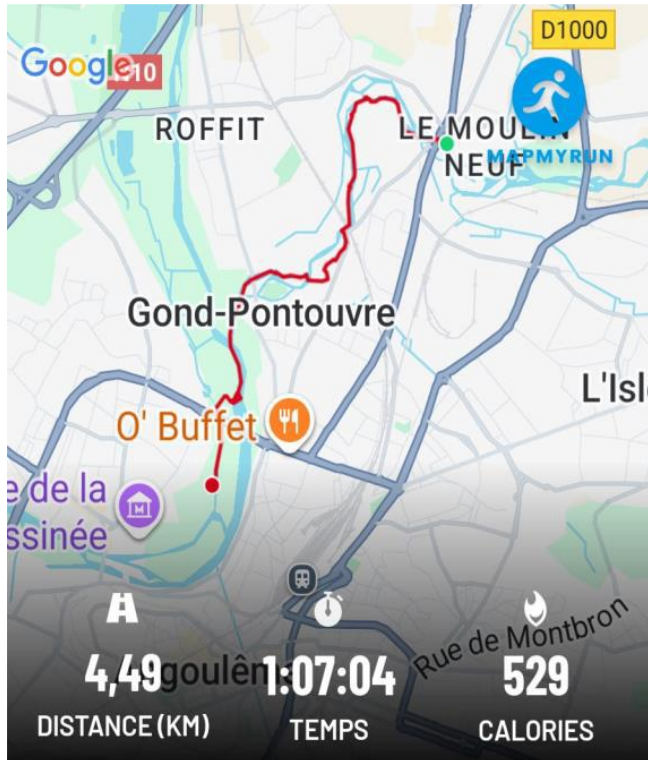 D1000
Google
N10
ROFFIT
LE MOULIN
NEUF
MAPMYRUN
Gond-Pontouvre
L'Isl
O' Buffet
e de la
ssinée
M
Rue de Montbron
Angoulême
4,49
1:07:04
529
DISTANCE (KM)
TEMPS
CALORIES